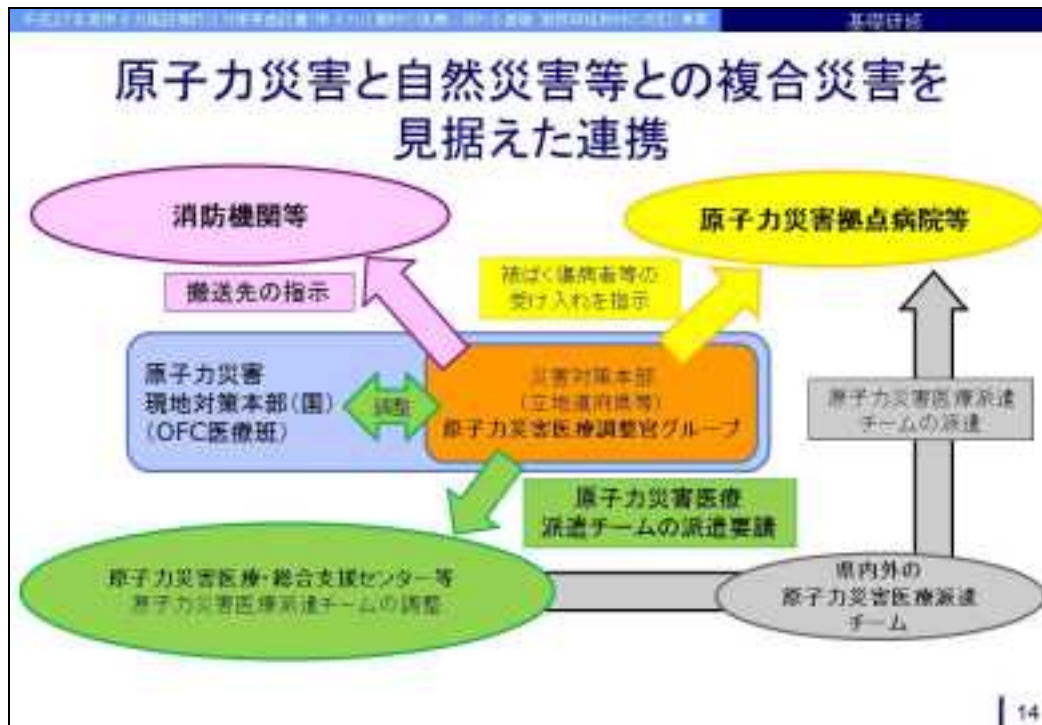 基礎研修
原子力災害と自然災害等との複合災害を
見据えた連携
消防機関等
原子力災害拠点病院等
搬送先の指示
被ばく傷病者等の
受け入れを指示
原子力災害
現地対策本部(国)
(OFC医療班)
調整
災害対策本部
(立地道府県等)
原子力災害医療調整官グループ
原子力災害医療派遣
チームの派遣
原子力災害医療
派遣チームの派遣要請
原子力災害医療・総合支援センター等
原子力災害医療派遣チームの調整
県内外の
原子力災害医療派遣
チーム
14